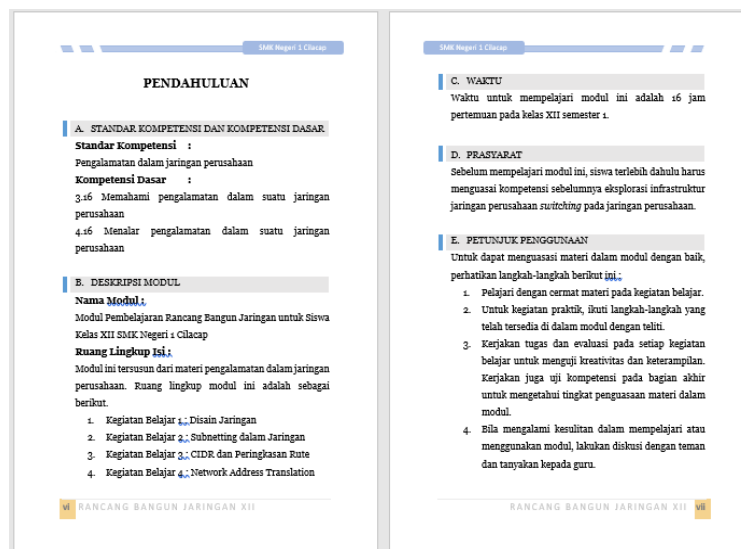 SMK Negeri 1 Cilacap
PENDAHULUAN
A. STANDAR KOMPETENSI DAN KOMPETENSI DASAR
Standar Kompetensi :
Pengalamatan dalam jaringan perusahaan
Kompetensi Dasar :
3.16 Memahami pengalamatan dalam suatu jaringan
perusahaan
4.16 Menalar pengalamatan dalam suatu jaringan
perusahaan
B. DESKRIPSI MODUL
Nama Modul :
Modul Pembelajaran Rancang Bangun Jaringan untuk Siswa
Kelas XII SMK Negeri 1 Cilacap
Ruang Lingkup Isi :
Modul ini tersusun dari materi pengalamatan dalam jaringan
perusahaan. Ruang lingkup modul ini adalah sebagai
berikut.
1. Kegiatan Belajar 1 : Disain Jaringan
2. Kegiatan Belajar 2 : Subnetting dalam Jaringan
3. Kegiatan Belajar 3 : CIDR dan Peringkasan Rute
4. Kegiatan Belajar 4 : Network Address Translation
vi RANCANG BANGUN JARINGAN XII
SMK Negeri 1 Cilacap
C. WAKTU
Waktu untuk mempelajari modul ini adalah 16 jam
pertemuan pada kelas XII semester 1.
D. PRASYARAT
Sebelum mempelajari modul ini, siswa terlebih dahulu harus
menguasai kompetensi sebelumnya eksplorasi infrastruktur
jaringan perusahaan switching pada jaringan perusahaan.
E. PETUNJUK PENGGUNAAN
Untuk dapat menguasai materi dalam modul dengan baik,
perhatikan langkah-langkah berikut ini :
1. Pelajari dengan cermat materi pada kegiatan belajar.
2. Untuk kegiatan praktik, ikuti langkah-langkah yang
telah tersedia di dalam modul dengan teliti.
3. Kerjakan tugas dan evaluasi pada setiap kegiatan
belajar untuk menguji kreativitas dan keterampilan.
Kerjakan juga uji kompetensi pada bagian akhir
untuk mengetahui tingkat penguasaan materi dalam
modul.
4. Bila mengalami kesulitan dalam mempelajari atau
menggunakan modul, lakukan diskusi dengan teman
dan tanyakan kepada guru.
RANCANG BANGUN JARINGAN XII vii